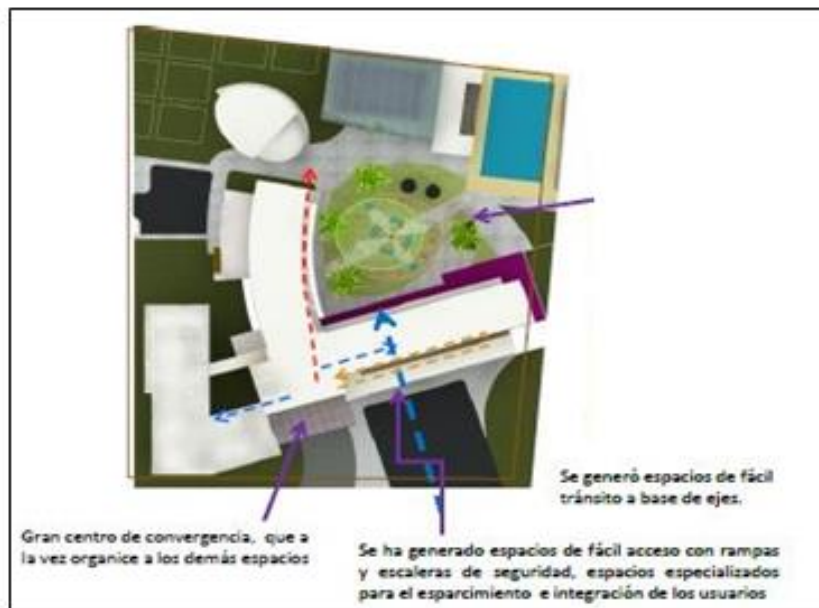 Se generó espacios de fácil
tránsito a base de ejes.
Gran centro de convergencia, que a
la vez organice a los demás espacios
Se ha generado espacios de fácil acceso con rampas
y escaleras de seguridad, espacios especializados
para el esparcimiento e integración de los usuarios